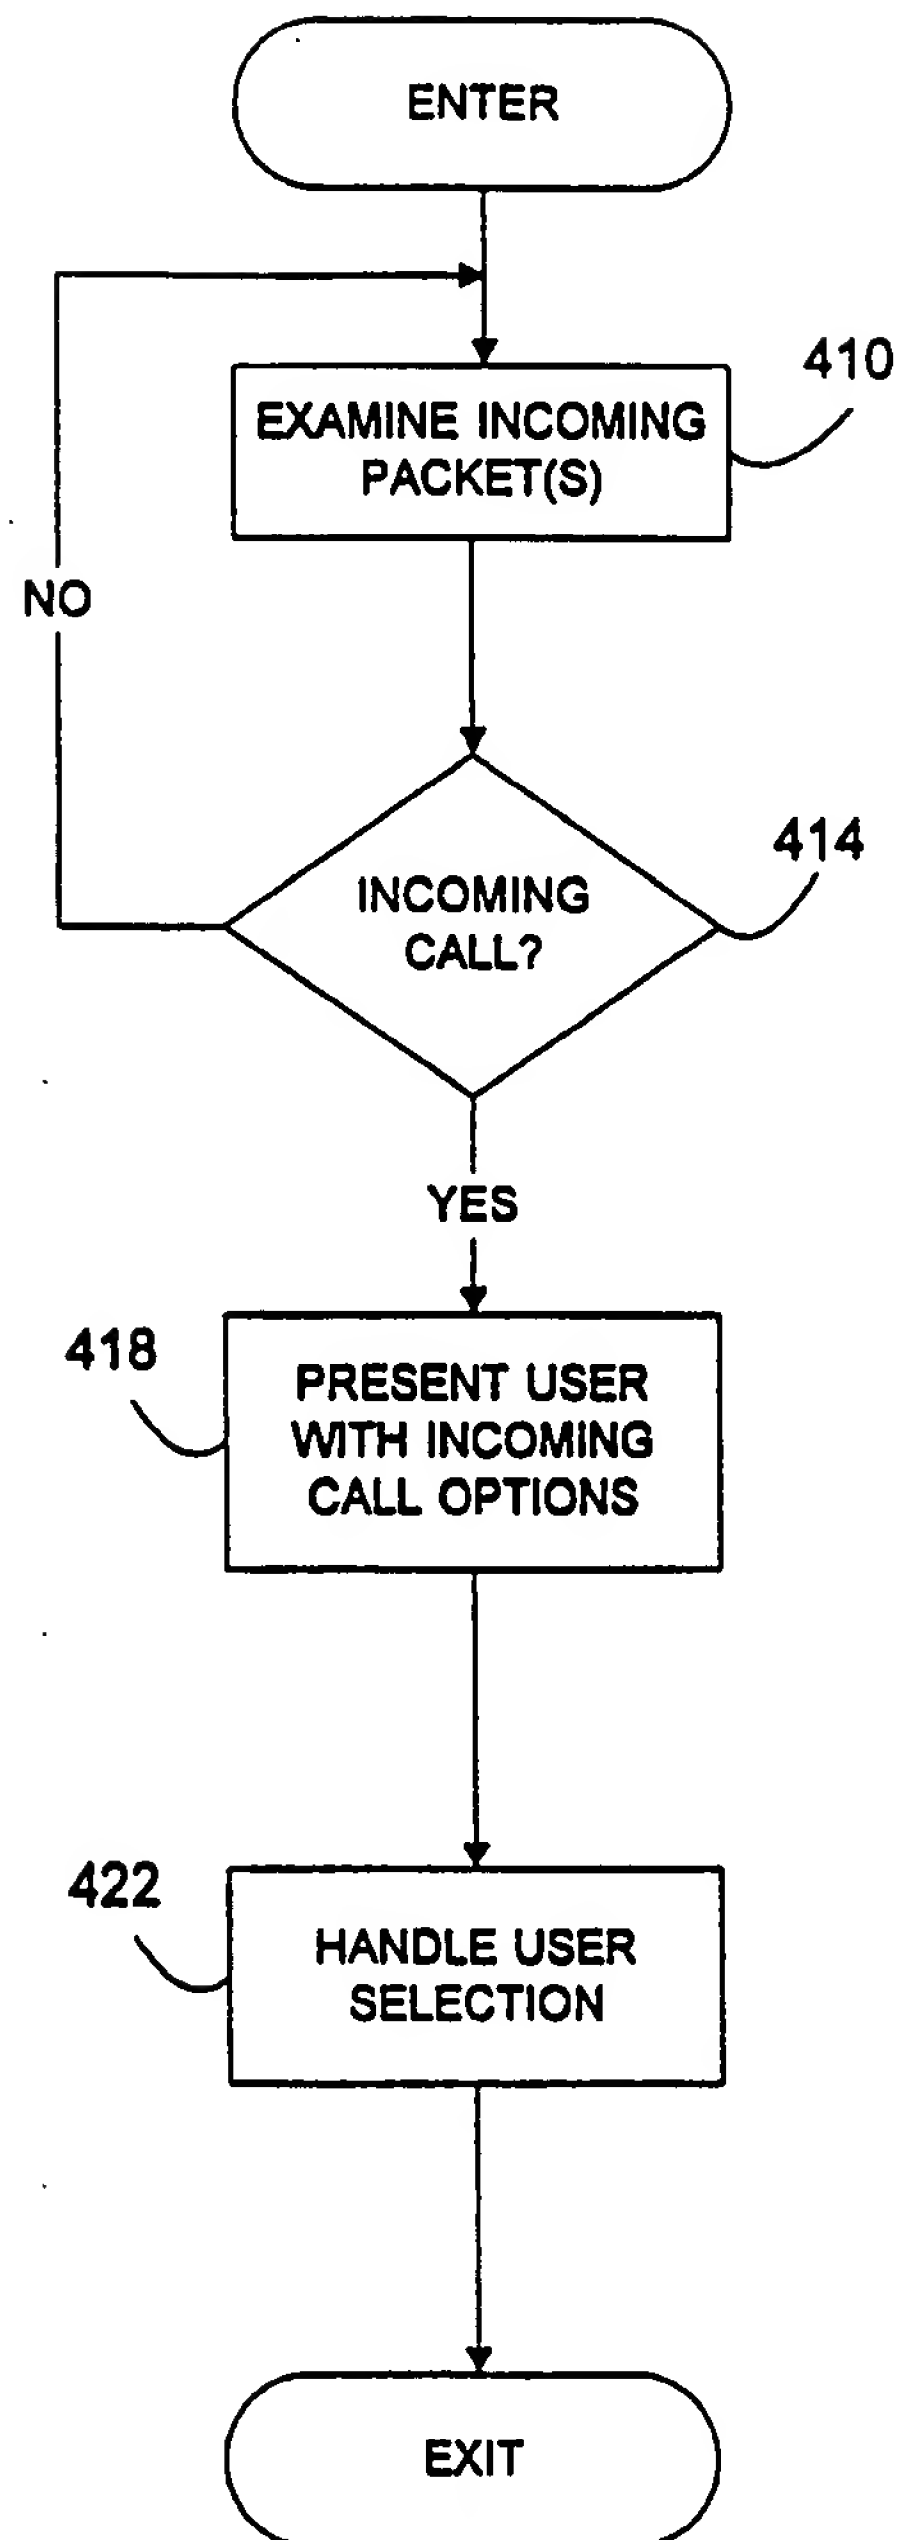 ENTER
410
EXAMINE INCOMING
PACKET(S)
NO
414
INCOMING
CALL?
YES
418
PRESENT USER
WITH INCOMING
CALL OPTIONS
422
HANDLE USER
SELECTION
EXIT